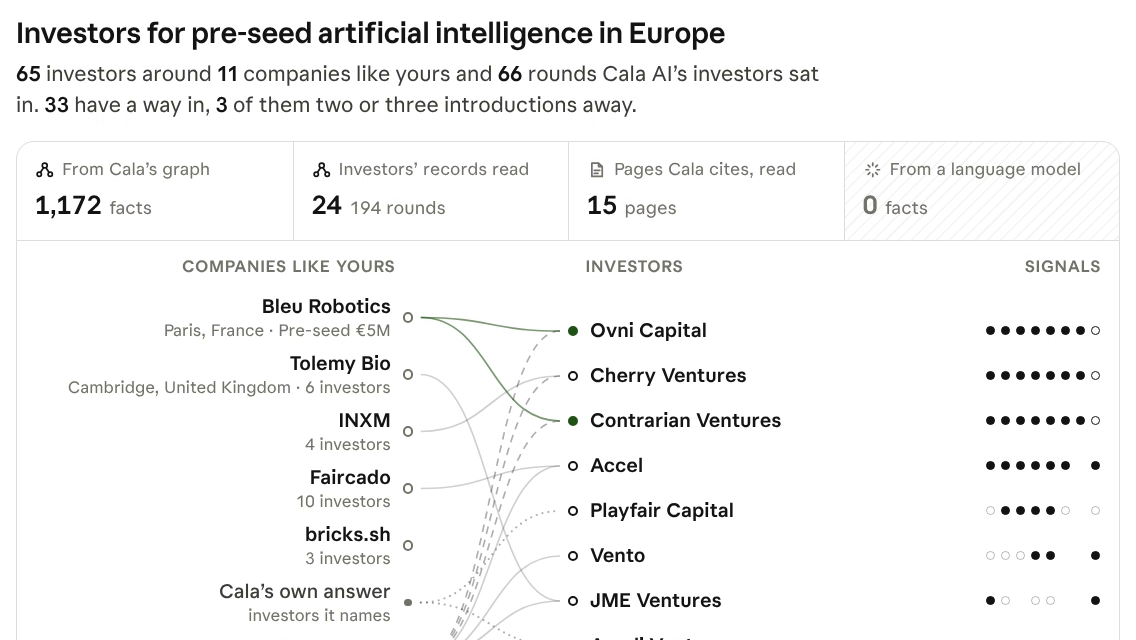 Investors for pre-seed artificial intelligence in Europe
65 investors around 11 companies like yours and 66 rounds Cala AI’s investors sat
in. 33 have a way in, 3 of them two or three introductions away.
From Cala’s graph
1,172 facts
Investors’ records read
24 194 rounds
Pages Cala cites, read
15 pages
From a language model
0 facts
COMPANIES LIKE YOURS
INVESTORS
SIGNALS
Bleu Robotics
Paris, France · Pre-seed €5M
Tolemy Bio
Cambridge, United Kingdom · 6 investors
INXM
4 investors
Faircado
10 investors
bricks.sh
3 investors
Cala’s own answer
investors it names
Ovni Capital
Cherry Ventures
Contrarian Ventures
Accel
Playfair Capital
Vento
JME Ventures